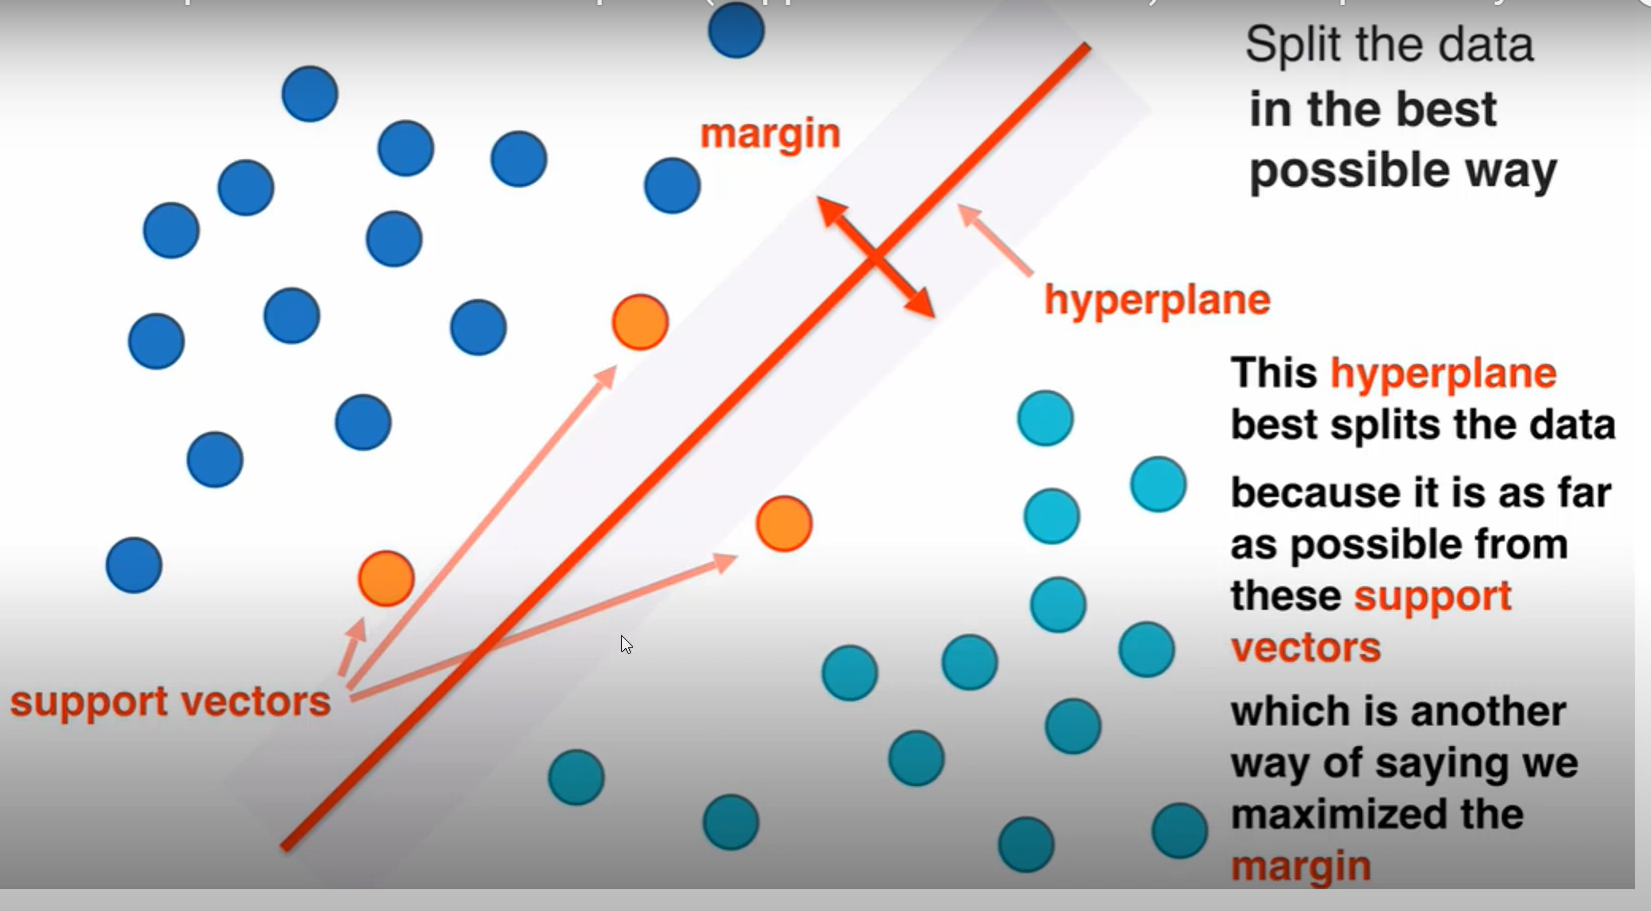 Split the data
in the best
possible way
margin
hyperplane
This hyperplane
best splits the data
because it is as far
as possible from
these support
vectors
support vectors
which is another
way of saying we
maximized the
margin